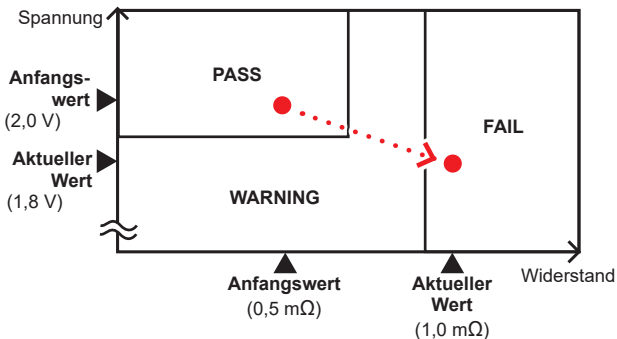 Spannung
PASS
Anfangs-
wert
(2,0 V)
FAIL
Aktueller
Wert
(1,8 V)
WARNING
Anfangswert
(0,5 mΩ)
Aktueller
Wert
(1,0 mΩ)
Widerstand